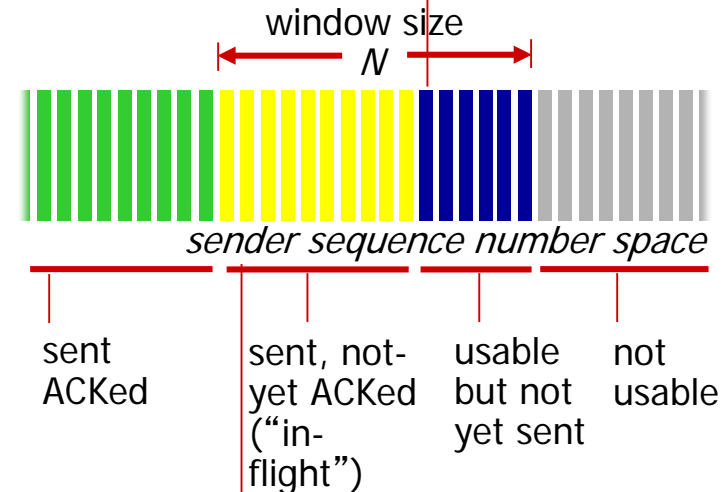 window size
N
sender sequence number space
sent
ACKed
sent, not-
yet ACKed
(“in-
flight”)
usable
but not
yet sent
not
usable